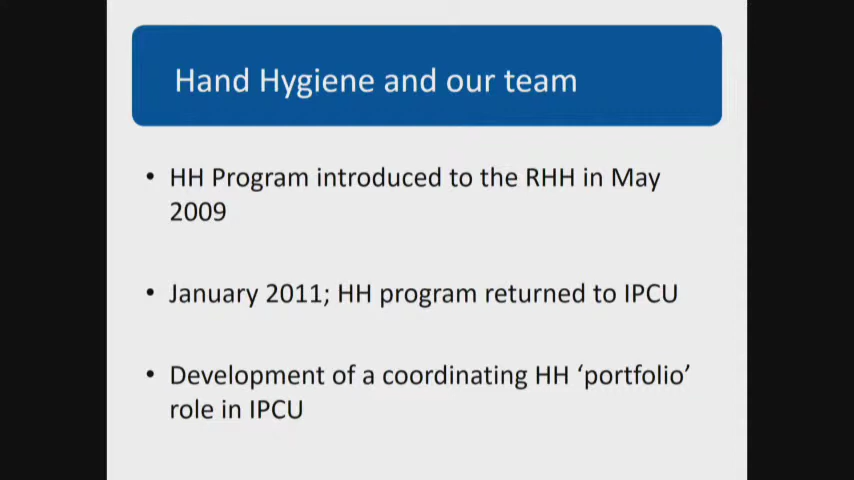 Hand Hygiene and our team
• HH Program introduced to the RHH in May
2009
• January 2011; HH program returned to IPCU
• Development of a coordinating HH ‘portfolio’
role in IPCU